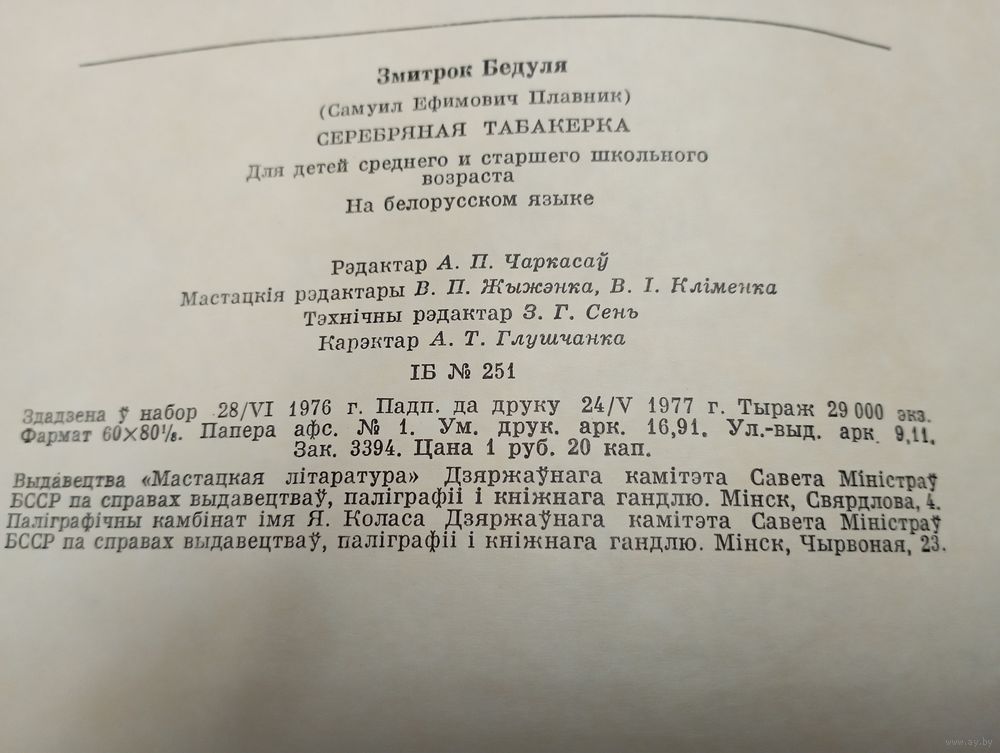 Змитрок Бедуля
(Самуил Ефимович Плавник)
СЕРЕБРЯНАЯ ТАБАКЕРКА
Для детей среднего и старшего школьного
возраста
На белорусском языке
Рэдактар А. П. Чаркасаў
Мастацкія рэдактары В. П. Жыжэнка, В. І. Кліменка
Тэхнічны рэдактар З. Г. Сень
Карэктар А. Т. Глушчанка
ІБ № 251
Здадзена ў набор 28/VI 1976 г. Падп. да друку 24/V 1977 г. Тыраж 29 000 экз.
Фармат 60×80⅛. Папера афс. № 1. Ум. друк. арк. 16,91. Ул.-выд. арк. 9,11.
Зак. 3394. Цана 1 руб. 20 кап.
Выдавецтва «Мастацкая літаратура» Дзяржаўнага камітэта Савета Міністраў
БССР па справах выдавецтваў, паліграфіі і кніжнага гандлю. Мінск, Свярдлова, 4.
Паліграфічны камбінат імя Я. Коласа Дзяржаўнага камітэта Савета Міністраў
БССР па справах выдавецтваў, паліграфіі і кніжнага гандлю. Мінск, Чырвоная, 23.
www.ay.by